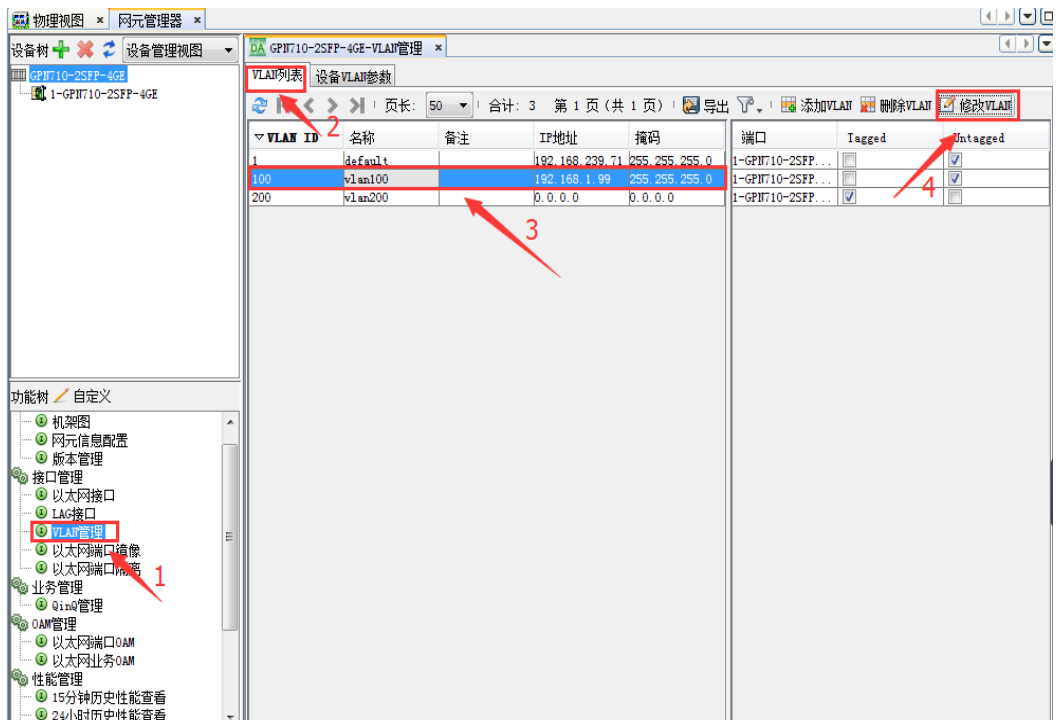 物理视图 × 网元管理器 ×
设备树 设备管理视图
GPN710-2SFP-4GE
1-GPN710-2SFP-4GE
DA GPN710-2SFP-4GE-VLAN管理 ×
VLAN列表 设备VLAN参数
页长: 50 合计: 3 第 1 页(共 1 页) 导出 添加VLAN 删除VLAN 修改VLAN
2
VLAN ID 名称 备注 IP地址 掩码 端口 Tagged Untagged
1 default 192.168.239.71 255.255.255.0 1-GPN710-2SFP...
100 vlan100 192.168.1.99 255.255.255.0 1-GPN710-2SFP...
200 vlan200 0.0.0.0 0.0.0.0 1-GPN710-2SFP...
4
3
功能树 自定义
机架图
网元信息配置
版本管理
接口管理
以太网接口
LAG接口
VLAN管理
以太网端口镜像
以太网端口隔离
1
业务管理
QinQ管理
OAM管理
以太网端口OAM
以太网业务OAM
性能管理
15分钟历史性能查看
24小时历史性能查看